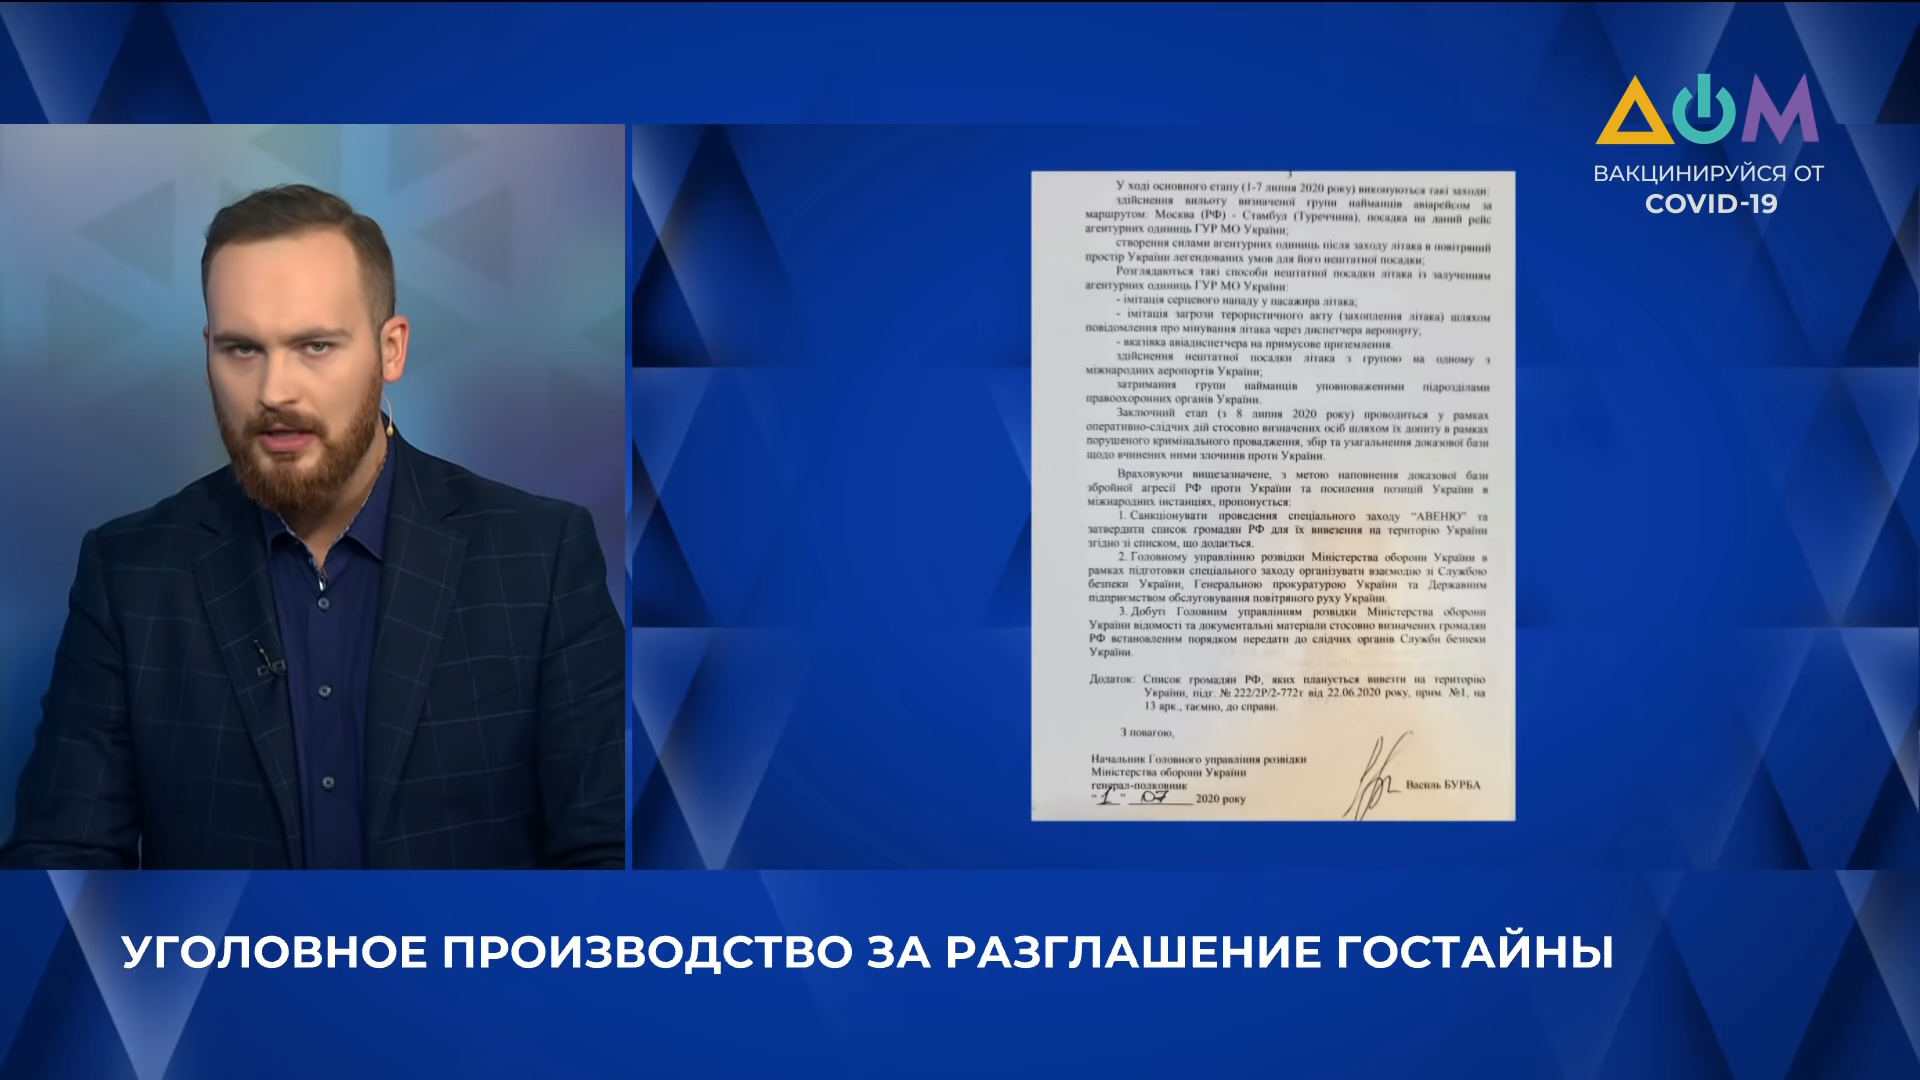 ДОМ
ВАКЦИНИРУЙСЯ ОТ
COVID-19
3
У ході основного етапу (1-7 липня 2020 року) виконуються такі заходи:
здійснення вильоту визначеної групи найманців авіарейсом за
маршрутом: Москва (РФ) - Стамбул (Туреччина), посадка на даний рейс
агентурних одиниць ГУР МО України;
створення силами агентурних одиниць після заходу літака в повітряний
простір України легендованих умов для його нештатної посадки;
Розглядаються такі способи нештатної посадки літака із залученням
агентурних одиниць ГУР МО України:
- імітація серцевого нападу у пасажира літака;
- імітація загрози терористичного акту (захоплення літака) шляхом
повідомлення про мінування літака через диспетчера аеропорту;
- вказівка авіадиспетчера на примусове приземлення.
здійснення нештатної посадки літака з групою на одному з
міжнародних аеропортів України;
затримання групи найманців уповноваженими підрозділами
правоохоронних органів України.
Заключний етап (з 8 липня 2020 року) проводиться у рамках
оперативно-слідчих дій стосовно визначених осіб шляхом їх допиту в рамках
порушеного кримінального провадження, збір та узагальнення доказової бази
щодо вчинених ними злочинів проти України.
Враховуючи вищезазначене, з метою наповнення доказової бази
збройної агресії РФ проти України та посилення позицій України в
міжнародних інстанціях, пропонується:
1. Санкціонувати проведення спеціального заходу "АВЕНЮ" та
затвердити список громадян РФ для їх вивезення на територію України
згідно зі списком, що додається.
2. Головному управлінню розвідки Міністерства оборони України в
рамках підготовки спеціального заходу організувати взаємодію зі Службою
безпеки України, Генеральною прокуратурою України та Державним
підприємством обслуговування повітряного руху України.
3. Добуті Головним управлінням розвідки Міністерства оборони
України відомості та документальні матеріали стосовно визначених громадян
РФ встановленим порядком передати до слідчих органів Служби безпеки
України.
Додаток: Список громадян РФ, яких планується вивезти на територію
України, підг. № 222/2Р/2-772т від 22.06.2020 року, прим. №1, на
13 арк., таємно, до справи.
З повагою,
Начальник Головного управління розвідки
Міністерства оборони України
генерал-полковник
Василь БУРБА
"1" 07 2020 року
УГОЛОВНОЕ ПРОИЗВОДСТВО ЗА РАЗГЛАШЕНИЕ ГОСТАЙНЫ